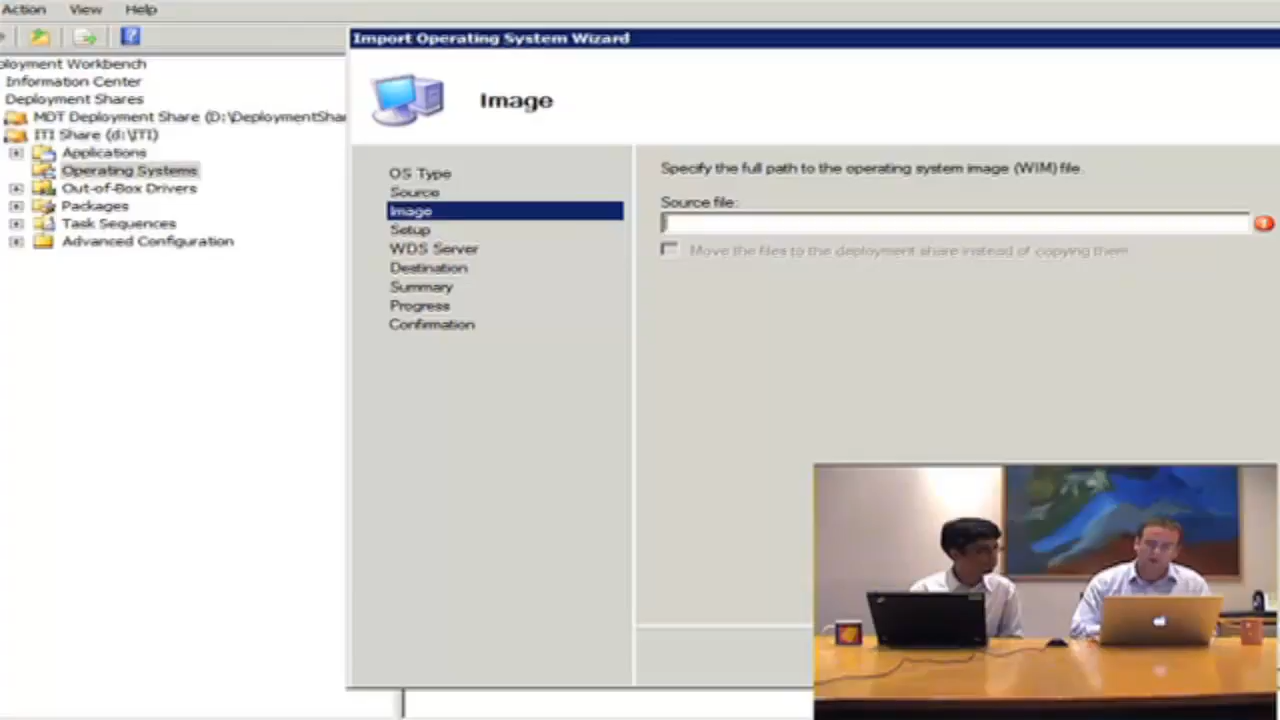 Action View Help
Import Operating System Wizard
ployment Workbench
Information Center
Deployment Shares
MDT Deployment Share (D:\DeploymentShar
ITI Share (d:\ITI)
Applications
Operating Systems
Out-of-Box Drivers
Packages
Task Sequences
Advanced Configuration
Image
OS Type
Source
Image
Setup
WDS Server
Destination
Summary
Progress
Confirmation
Specify the full path to the operating system image (WIM) file.
Source file:
Move the files to the deployment share instead of copying them